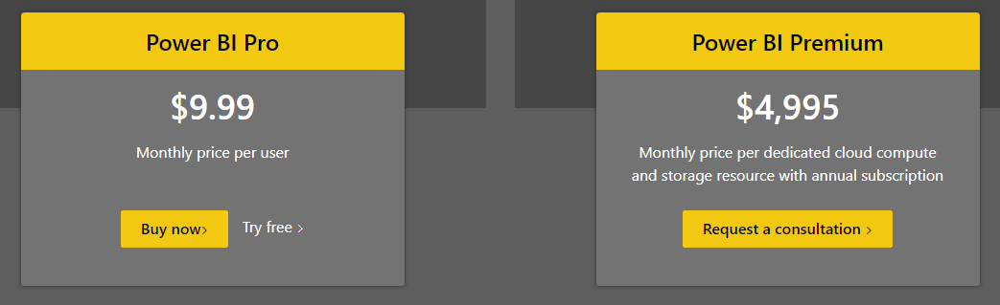 Power BI Pro
$9.99
Monthly price per user
Buy now>
Try free >
Power BI Premium
$4,995
Monthly price per dedicated cloud compute
and storage resource with annual subscription
Request a consultation >